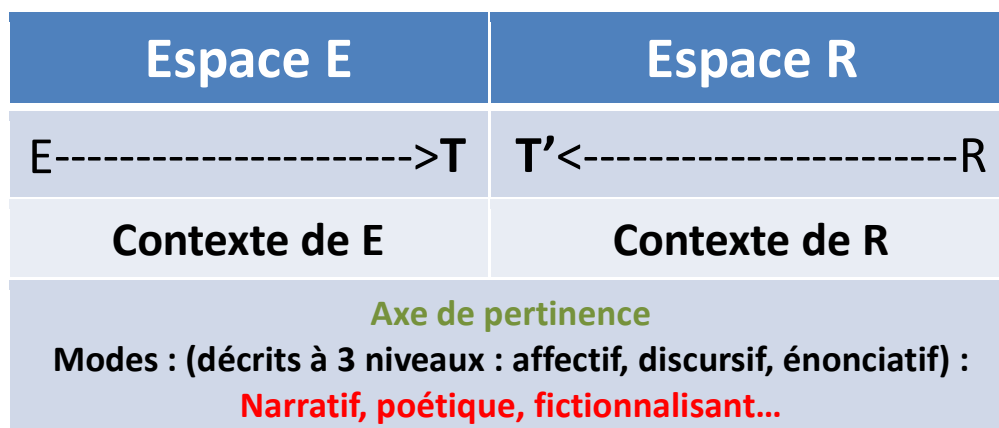 Espace E Espace R
E---------------------->T T’<-----------------------R
Contexte de E Contexte de R
Axe de pertinence
Modes : (décrits à 3 niveaux : affectif, discursif, énonciatif) :
Narratif, poétique, fictionnalisant…